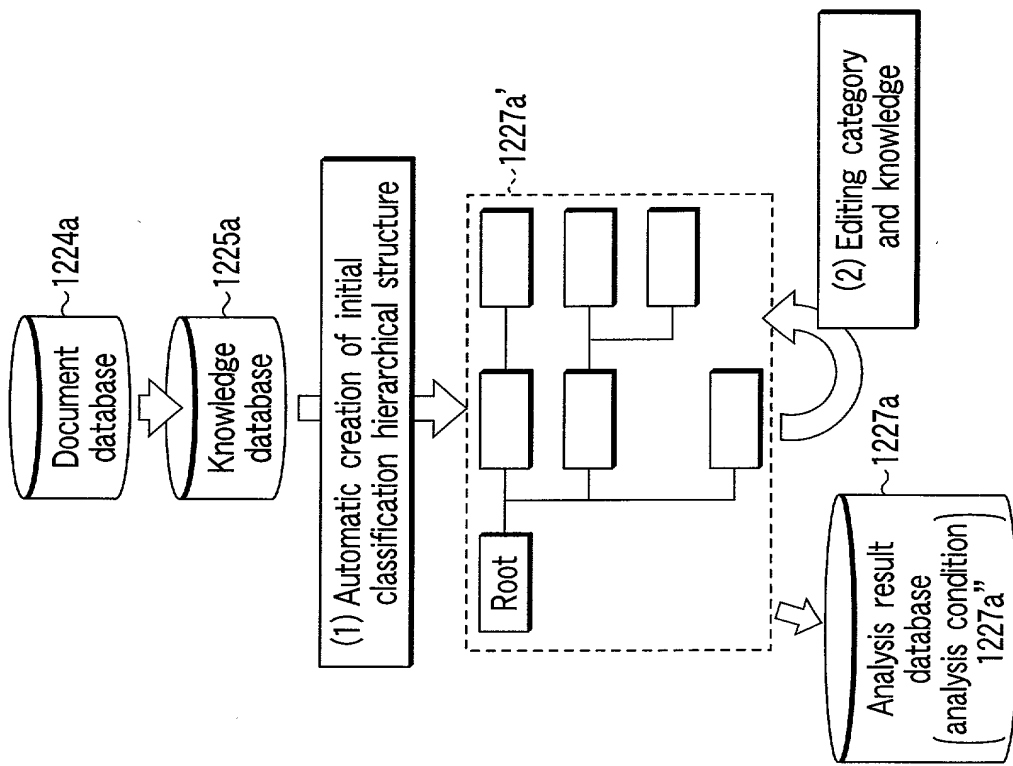 Document
database
1224a
Knowledge
database
1225a
(1) Automatic creation of initial
classification hierarchical structure
1227a'
Root
(2) Editing category
and knowledge
1227a
Analysis result
database
(analysis condition
1227a")